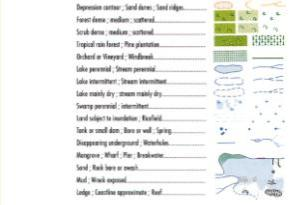 Depression contour ; Sand dunes ; Sand ridges
Forest dense ; medium ; scattered
Scrub dense ; medium ; scattered
Tropical rain forest ; Pine plantation
Orchard or Vineyard ; Windbreak
Lake perennial ; Stream perennial
Lake intermittent ; Stream intermittent
Lake mainly dry ; stream mainly dry
Swamp perennial ; intermittent
Land subject to inundation ; Ricefield
Tank or small dam ; Bore or well ; Spring
Disappearing underground ; Waterholes
Mangrove ; Wharf ; Pier ; Breakwater
Sand ; Rock bare or awash
Mud ; Wreck exposed
Ledge ; Coastline approximate ; Reef